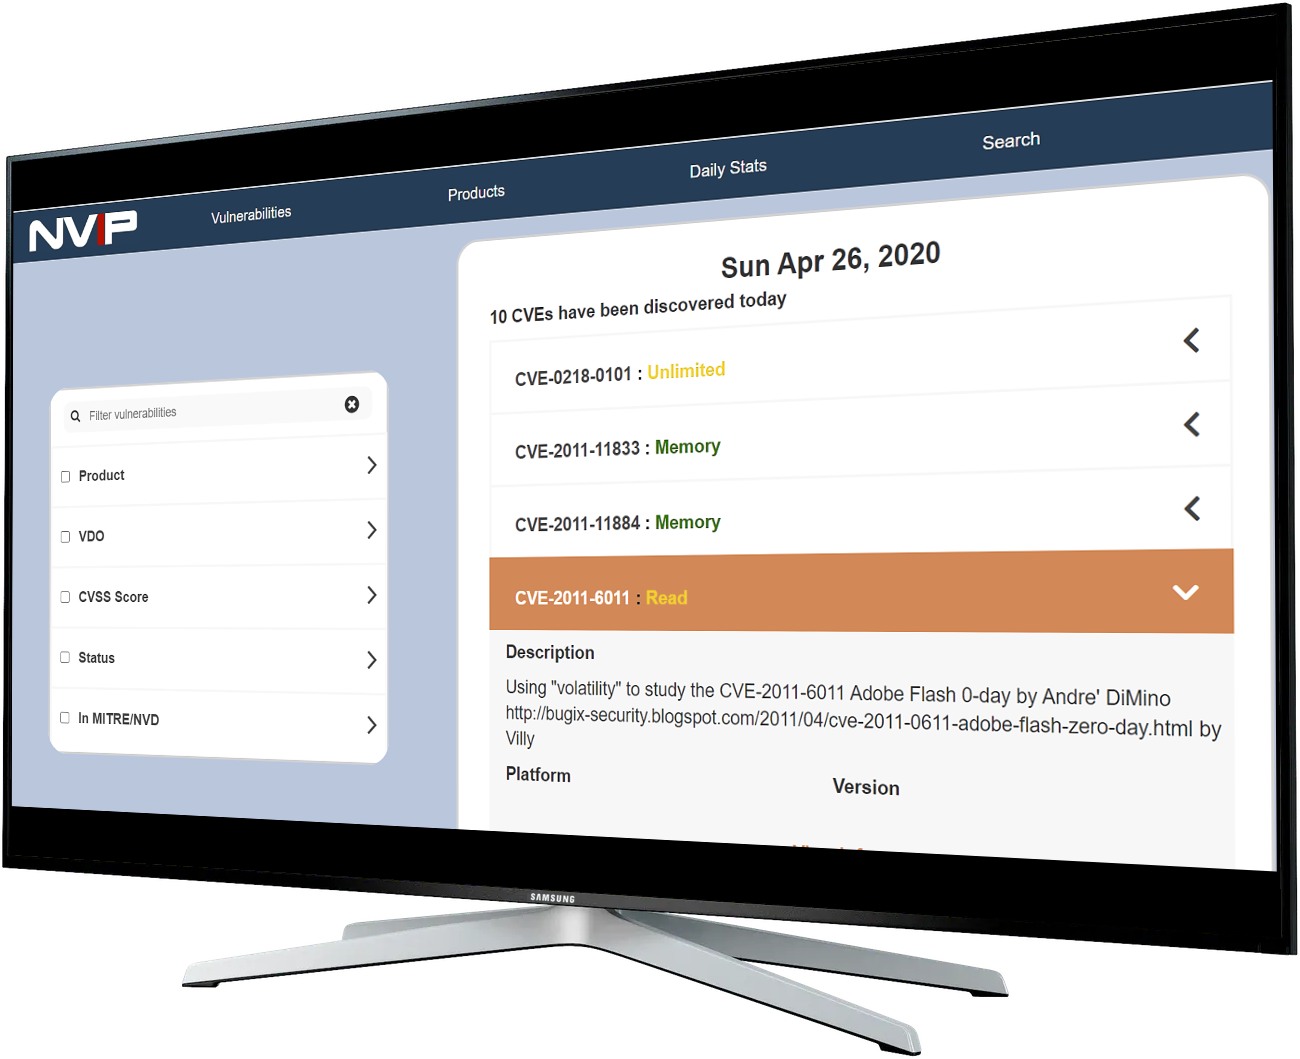 NVIP
Vulnerabilities
Products
Daily Stats
Search
Filter vulnerabilities
Product
VDO
CVSS Score
Status
In MITRE/NVD
Sun Apr 26, 2020
10 CVEs have been discovered today
CVE-0218-0101 : Unlimited
CVE-2011-11833 : Memory
CVE-2011-11884 : Memory
CVE-2011-6011 : Read
Description
Using "volatility" to study the CVE-2011-6011 Adobe Flash 0-day by Andre' DiMino
http://bugix-security.blogspot.com/2011/04/cve-2011-0611-adobe-flash-zero-day.html by
Villy
Platform
Version
SAMSUNG